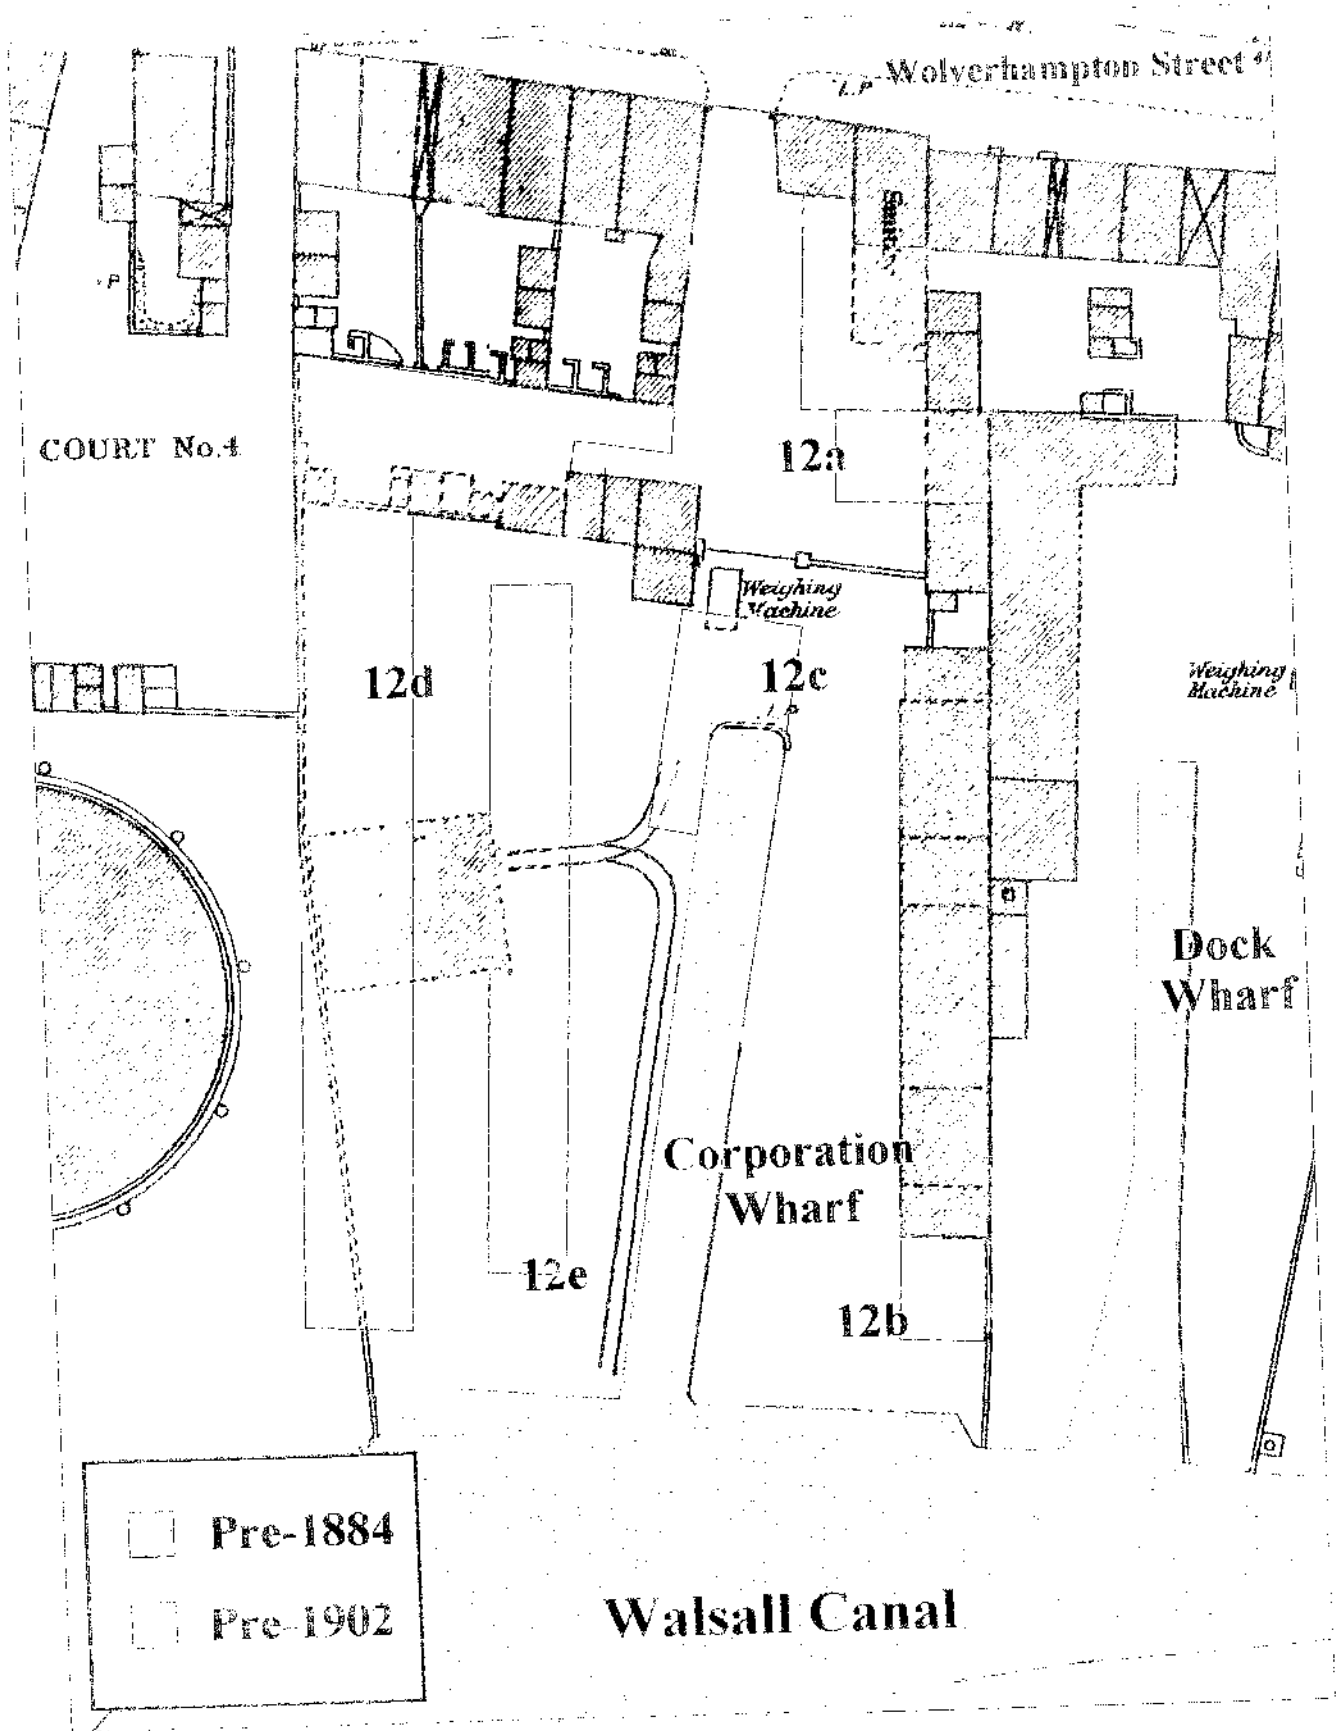 Wolverhampton Street
L.P
Smithy
P
COURT No.4
12a
Weighing
Machine
12d
12c
Weighing
Machine
L P
Dock
Wharf
Corporation
Wharf
12e
12b
Pre-1884
Pre-1902
Walsall Canal